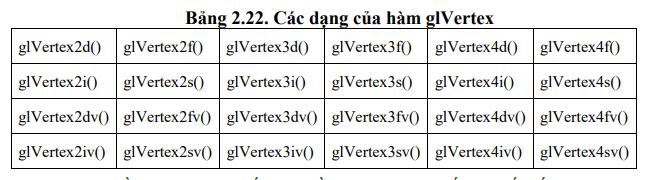 Bảng 2.22. Các dạng của hàm glVertex
glVertex2d() glVertex2f() glVertex3d() glVertex3f() glVertex4d() glVertex4f()
glVertex2i() glVertex2s() glVertex3i() glVertex3s() glVertex4i() glVertex4s()
glVertex2dv() glVertex2fv() glVertex3dv() glVertex3fv() glVertex4dv() glVertex4fv()
glVertex2iv() glVertex2sv() glVertex3iv() glVertex3sv() glVertex4iv() glVertex4sv()